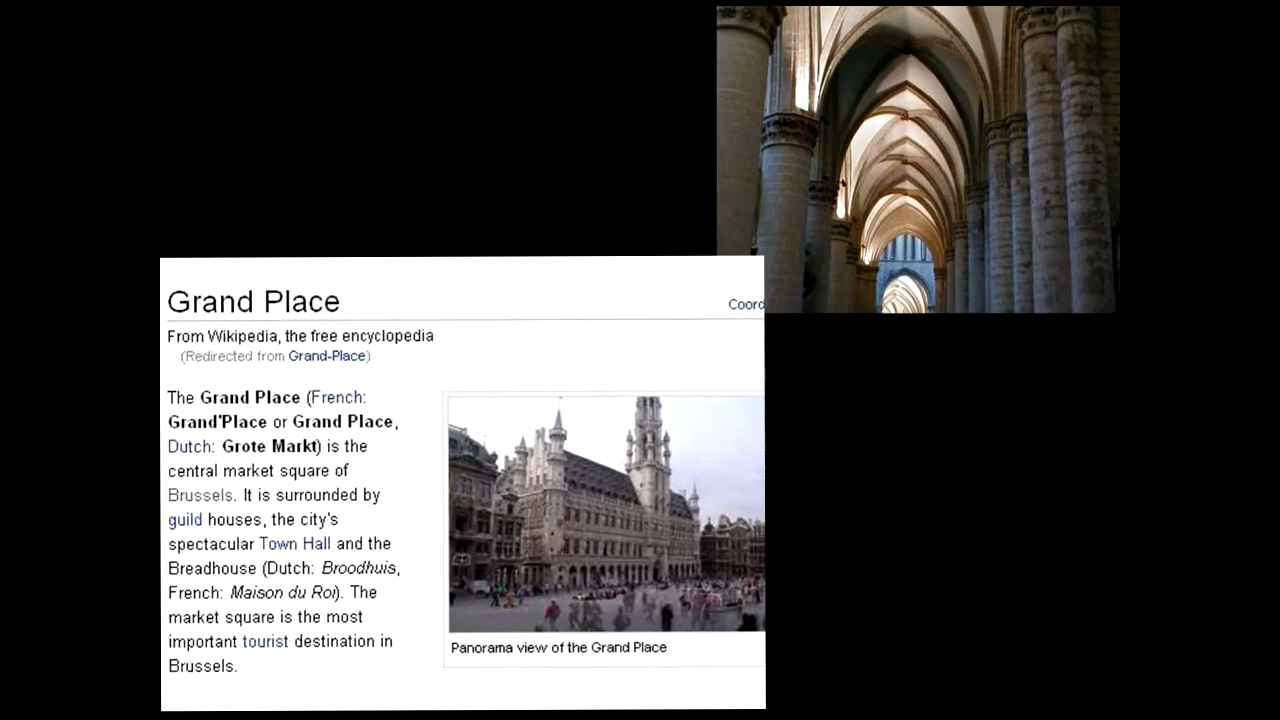 Grand Place
Coord
From Wikipedia, the free encyclopedia
(Redirected from Grand-Place)
The Grand Place (French:
Grand'Place or Grand Place,
Dutch: Grote Markt) is the
central market square of
Brussels. It is surrounded by
guild houses, the city's
spectacular Town Hall and the
Breadhouse (Dutch: Broodhuis,
French: Maison du Roi). The
market square is the most
important tourist destination in
Brussels.
Panorama view of the Grand Place